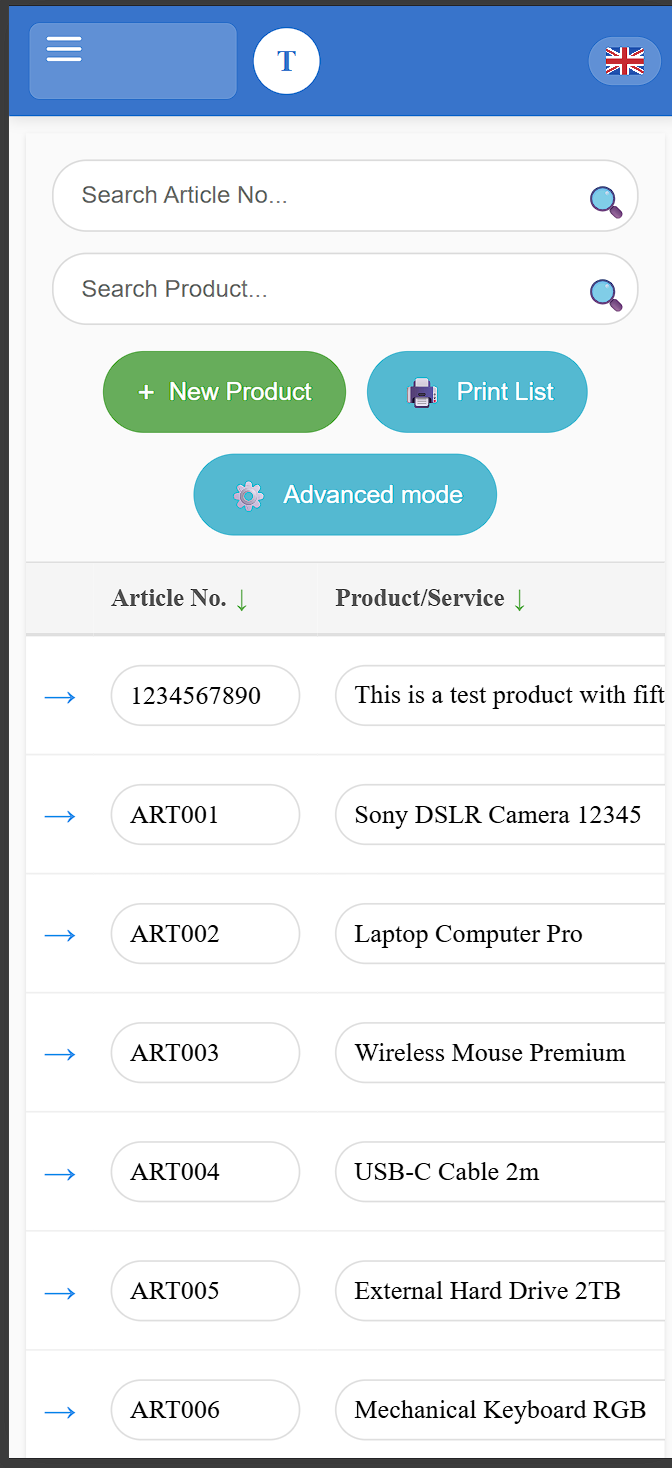 T
Search Article No...
Search Product...
+ New Product
Print List
Advanced mode
Article No. ↓ Product/Service ↓
→ 1234567890 This is a test product with fift
→ ART001 Sony DSLR Camera 12345
→ ART002 Laptop Computer Pro
→ ART003 Wireless Mouse Premium
→ ART004 USB-C Cable 2m
→ ART005 External Hard Drive 2TB
→ ART006 Mechanical Keyboard RGB